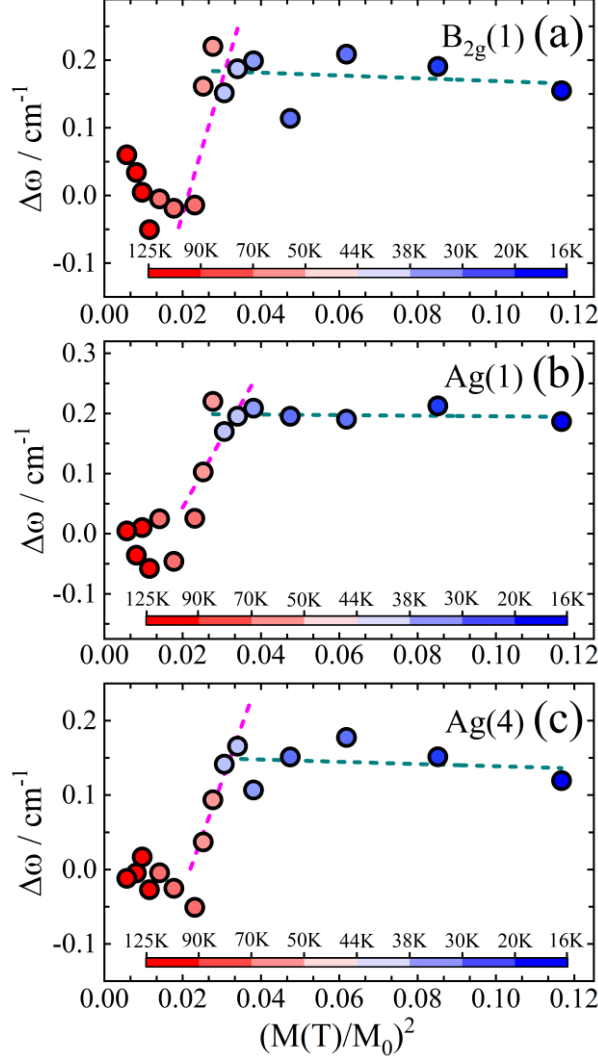 B2g(1) (a)
Δω / cm-1
0.2
0.1
0.0
-0.1
125K 90K 70K 50K 44K 38K 30K 20K 16K
0.00 0.02 0.04 0.06 0.08 0.10 0.12
Ag(1) (b)
Δω / cm-1
0.3
0.2
0.1
0.0
-0.1
125K 90K 70K 50K 44K 38K 30K 20K 16K
0.00 0.02 0.04 0.06 0.08 0.10 0.12
Ag(4) (c)
Δω / cm-1
0.2
0.1
0.0
-0.1
125K 90K 70K 50K 44K 38K 30K 20K 16K
0.00 0.02 0.04 0.06 0.08 0.10 0.12
(M(T)/M0)2